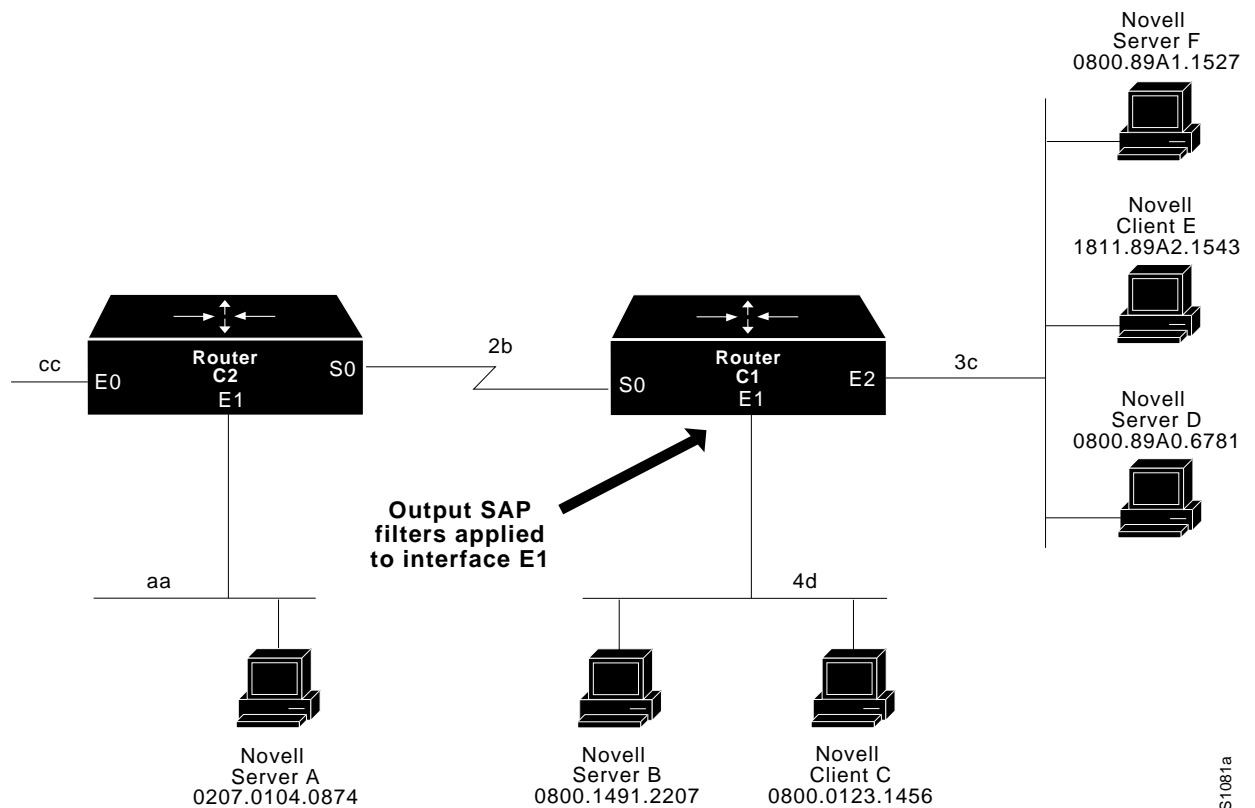 Novell
Server F
0800.89A1.1527
Novell
Client E
1811.89A2.1543
cc
E0
Router
C2
E1
S0
2b
S0
Router
C1
E1
E2
3c
Novell
Server D
0800.89A0.6781
Output SAP
filters applied
to interface E1
aa
4d
Novell
Server A
0207.0104.0874
Novell
Server B
0800.1491.2207
Novell
Client C
0800.0123.1456
S1081a